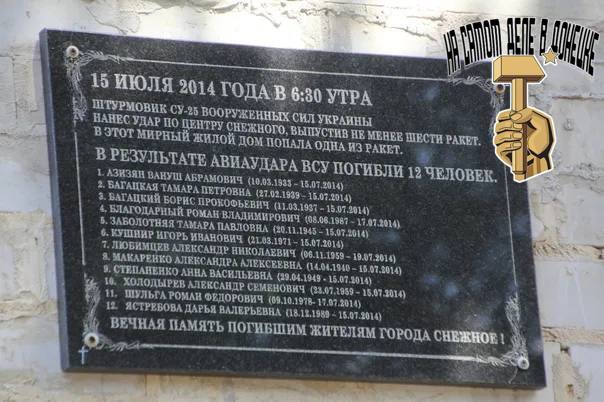 НА САМОМ ДЕЛЕ В ДОНЕЦКЕ
15 ИЮЛЯ 2014 ГОДА В 6:30 УТРА
ШТУРМОВИК СУ-25 ВООРУЖЕННЫХ СИЛ УКРАИНЫ
НАНЕС УДАР ПО ЦЕНТРУ СНЕЖНОГО, ВЫПУСТИВ НЕ МЕНЕЕ ШЕСТИ РАКЕТ.
В ЭТОТ МИРНЫЙ ЖИЛОЙ ДОМ ПОПАЛА ОДНА ИЗ РАКЕТ.
В РЕЗУЛЬТАТЕ АВИАУДАРА ВСУ ПОГИБЛИ 12 ЧЕЛОВЕК.
1. АЗИЗЯН ВАНУШ АБРАМОВИЧ (10.03.1933 – 15.07.2014)
2. БАГАЦКАЯ ТАМАРА ПЕТРОВНА (27.02.1939 – 15.07.2014)
3. БАГАЦКИЙ БОРИС ПРОКОФЬЕВИЧ (11.03.1937 – 15.07.2014)
4. БЛАГОДАРНЫЙ РОМАН ВЛАДИМИРОВИЧ (08.06.1987 – 17.07.2014)
5. ЗАБОЛОТНЯЯ ТАМАРА ПАВЛОВНА (20.11.1945 – 15.07.2014)
6. КУШНИР ИГОРЬ ИВАНОВИЧ (21.03.1971 – 15.07.2014)
7. ЛЮБИМЦЕВ АЛЕКСАНДР НИКОЛАЕВИЧ (06.11.1959 – 19.07.2014)
8. МАКАРЕНКО АЛЕКСАНДРА АЛЕКСЕЕВНА (14.04.1940 – 15.07.2014)
9. СТЕПАНЕНКО АННА ВАСИЛЬЕВНА (29.04.1949 – 15.07.2014)
10. ХОЛОДЫРЕВ АЛЕКСАНДР СЕМЕНОВИЧ (23.07.1959 – 15.07.2014)
11. ШУЛЬГА РОМАН ФЕДОРОВИЧ (09.10.1978- 17.07.2014)
12. ЯСТРЕБОВА ДАРЬЯ ВАЛЕРЬЕВНА (18.12.1989 – 15.07.2014)
ВЕЧНАЯ ПАМЯТЬ ПОГИБШИМ ЖИТЕЛЯМ ГОРОДА СНЕЖНОЕ !